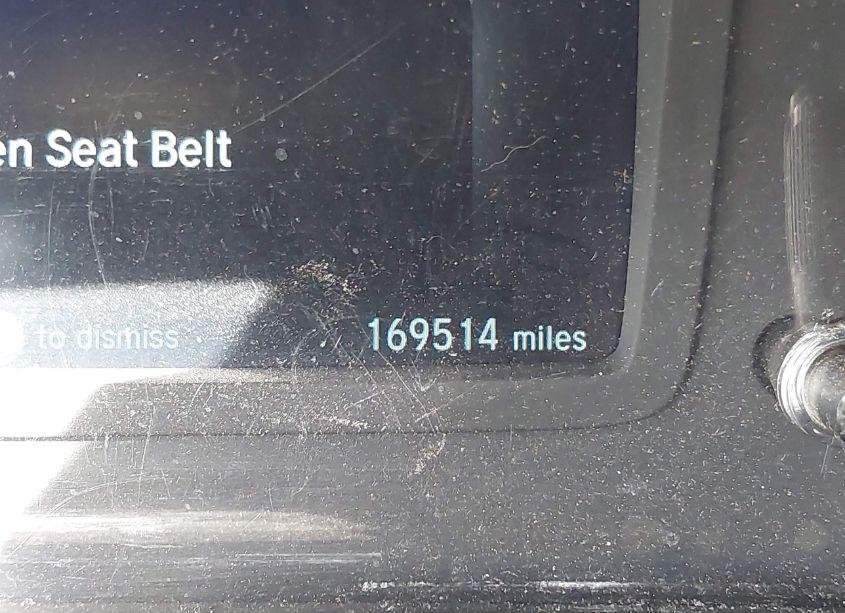 en Seat Belt
to dismiss
169514 miles